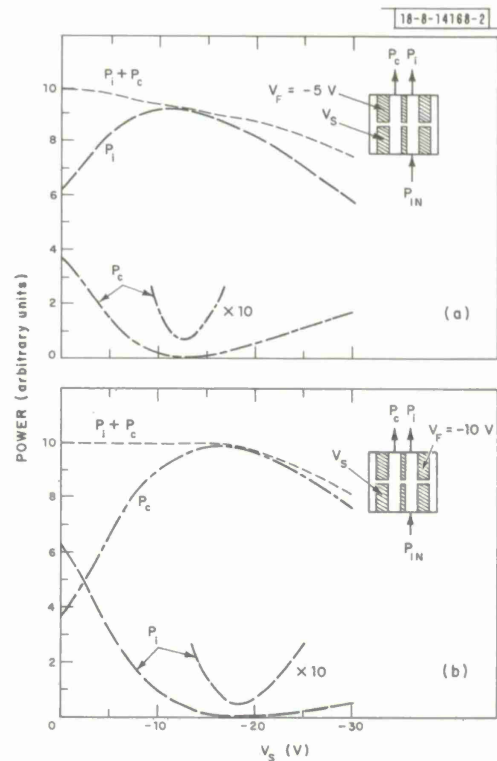 18-8-14168-2
P_c P_i
P_i + P_c
V_F = -5 V
V_S
P_i
P_IN
P_c
× 10
(a)
10
8
6
4
2
0
POWER (arbitrary units)
P_c P_i
P_i + P_c
V_F = -10 V
V_S
P_c
P_IN
P_i
× 10
(b)
10
8
6
4
2
0
0 -10 -20 -30
V_S (V)